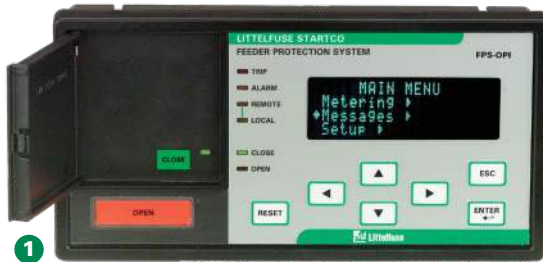 LITTELFUSE STARTCO
FEEDER PROTECTION SYSTEM
FPS-OPI
TRIP
ALARM
REMOTE
LOCAL
CLOSE
OPEN
MAIN MENU
Metering
Messages
Setup
CLOSE
OPEN
RESET
ESC
ENTER
Littelfuse
1